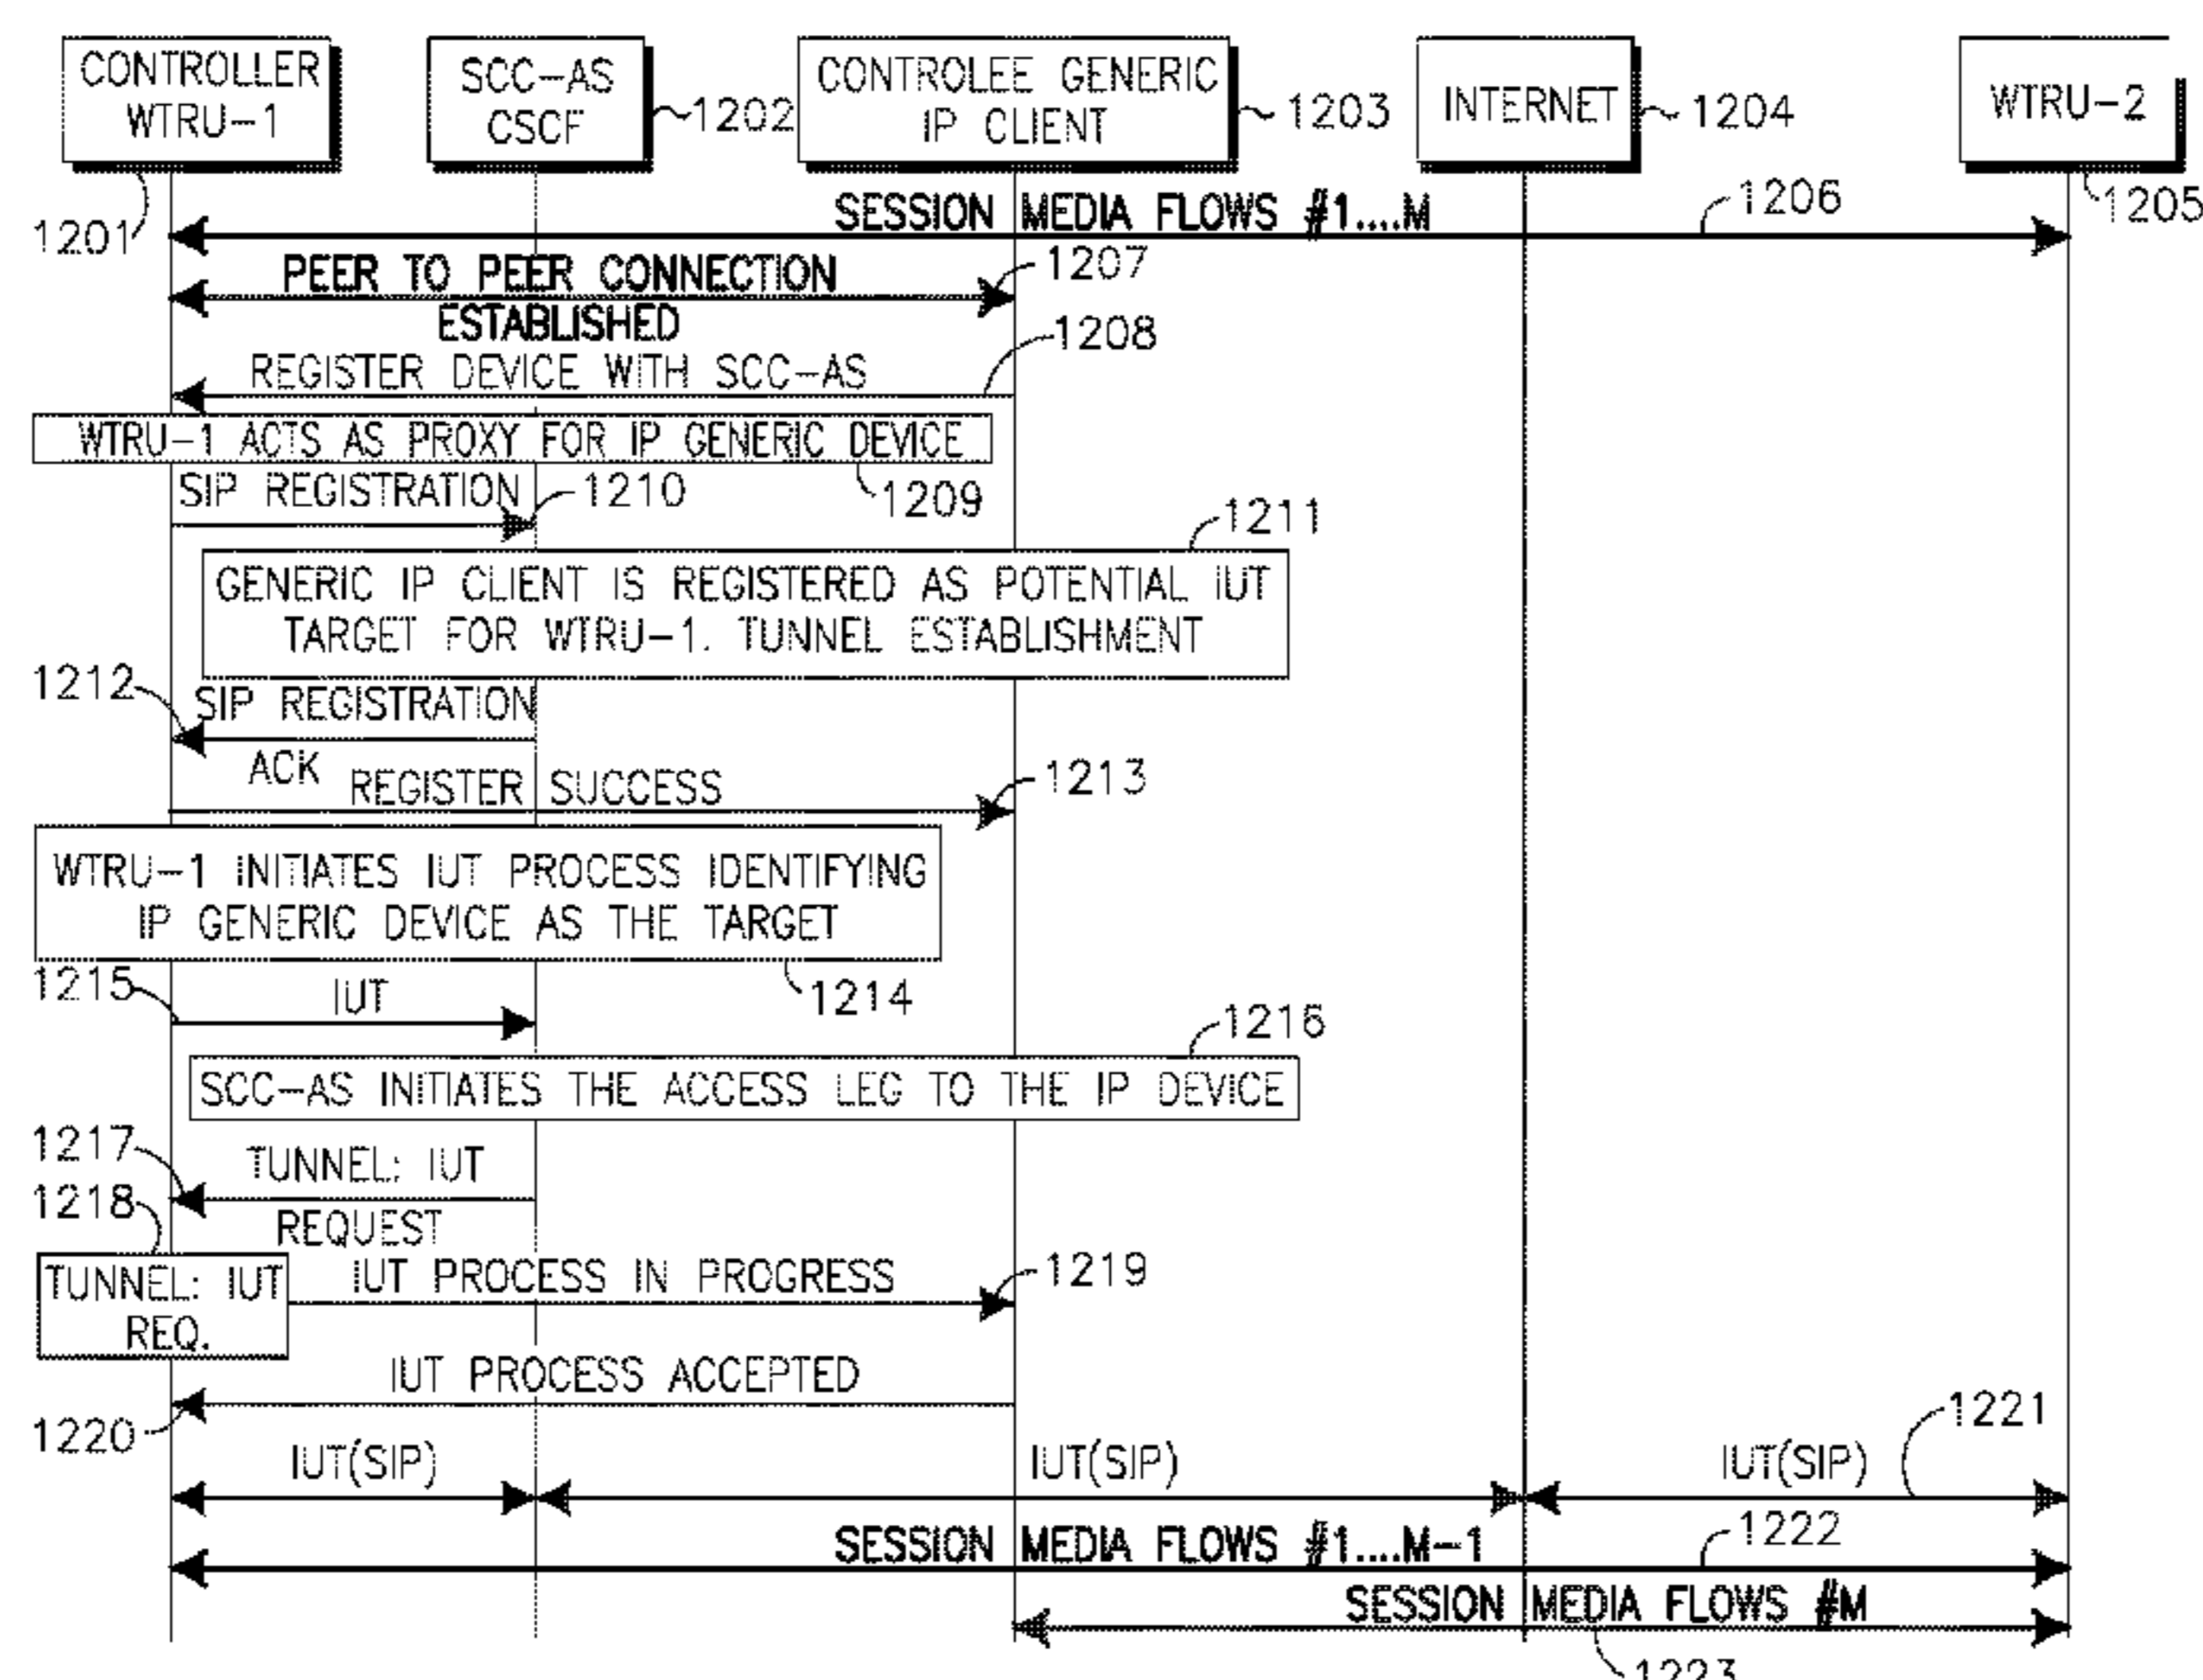 CONTROLLER
WTRU-1
SCC-AS
CSCF
1202
CONTROLEE GENERIC
IP CLIENT
1203
INTERNET
1204
WTRU-2
1205
1201
SESSION MEDIA FLOWS #1....M
1206
PEER TO PEER CONNECTION
ESTABLISHED
1207
REGISTER DEVICE WITH SCC-AS
1208
WTRU-1 ACTS AS PROXY FOR IP GENERIC DEVICE
1209
SIP REGISTRATION
1210
1211
GENERIC IP CLIENT IS REGISTERED AS POTENTIAL IUT
TARGET FOR WTRU-1. TUNNEL ESTABLISHMENT
1212
SIP REGISTRATION
ACK
REGISTER SUCCESS
1213
WTRU-1 INITIATES IUT PROCESS IDENTIFYING
IP GENERIC DEVICE AS THE TARGET
1214
1215
IUT
1216
SCC-AS INITIATES THE ACCESS LEG TO THE IP DEVICE
1217
TUNNEL: IUT
REQUEST
1218
TUNNEL: IUT
REQ.
IUT PROCESS IN PROGRESS
1219
IUT PROCESS ACCEPTED
1220
IUT(SIP)
IUT(SIP)
IUT(SIP)
1221
SESSION MEDIA FLOWS #1....M-1
1222
SESSION MEDIA FLOWS #M
1223